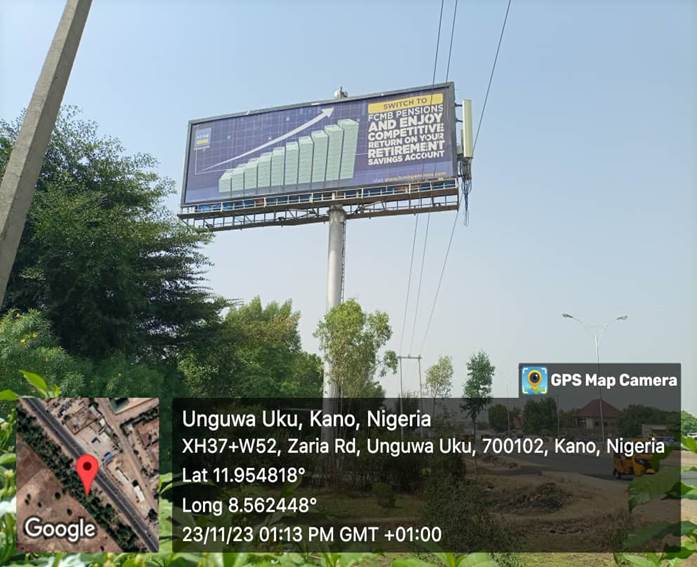 SWITCH TO
FCMB PENSIONS
AND ENJOY
COMPETITIVE
RETURN ON YOUR
RETIREMENT
SAVINGS ACCOUNT
GPS Map Camera
Unguwa Uku, Kano, Nigeria
XH37+W52, Zaria Rd, Unguwa Uku, 700102, Kano, Nigeria
Lat 11.954818°
Long 8.562448°
23/11/23 01:13 PM GMT +01:00
Google